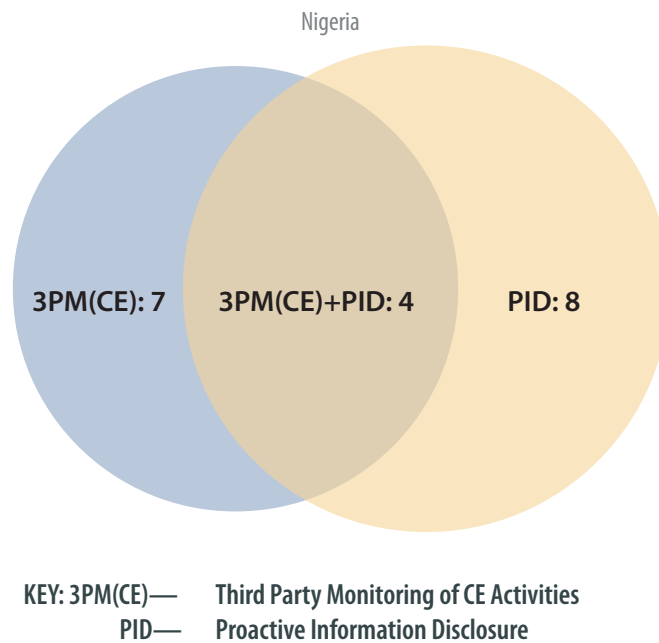 Nigeria
3PM(CE): 7 3PM(CE)+PID: 4 PID: 8
KEY: 3PM(CE)— Third Party Monitoring of CE Activities
PID— Proactive Information Disclosure